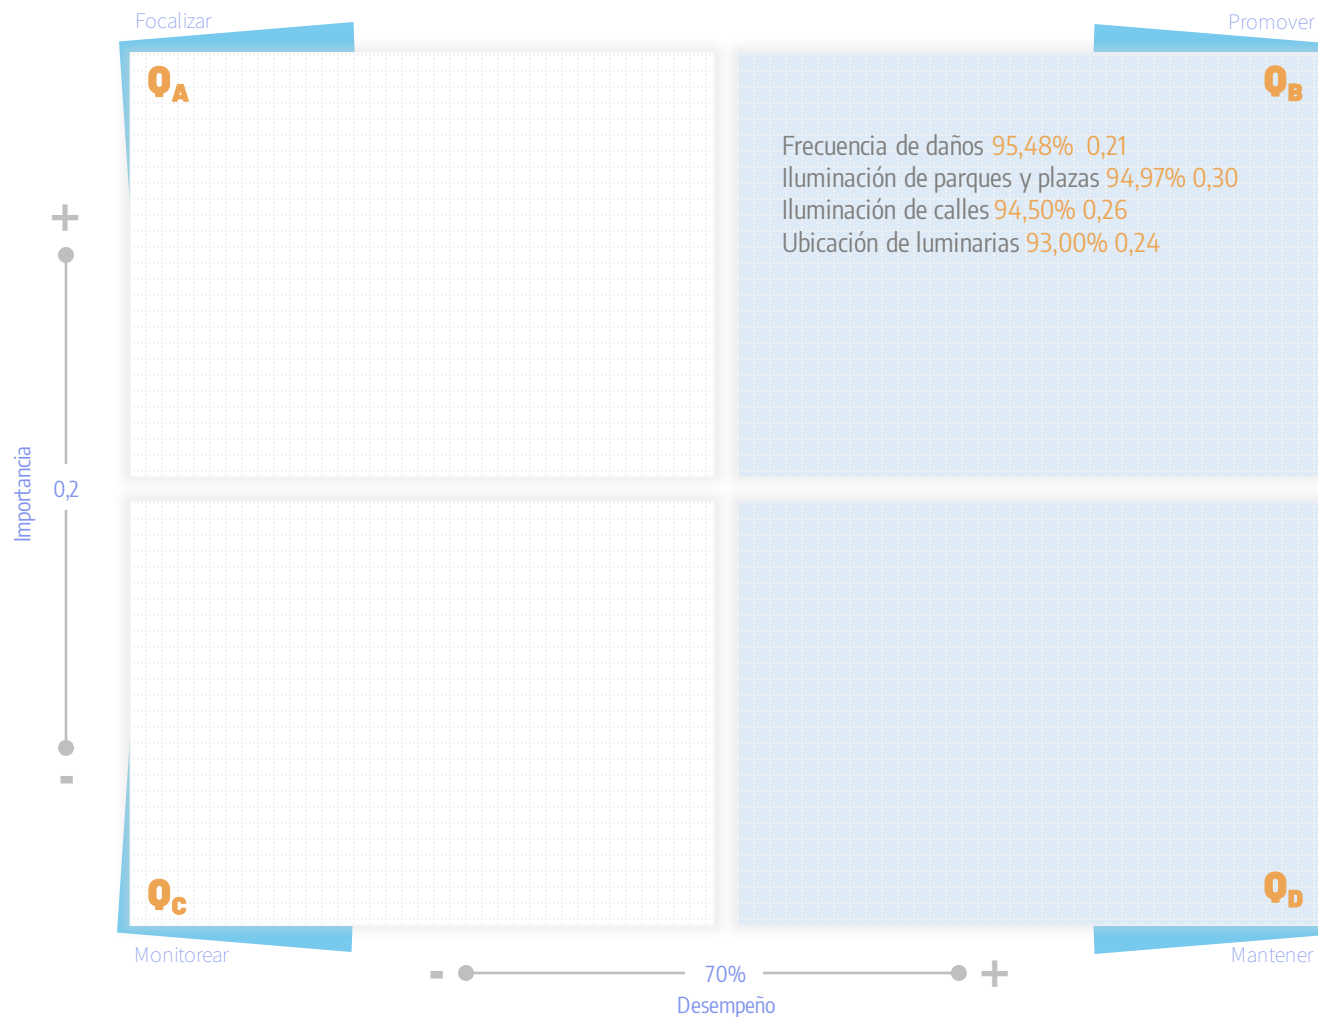 Focalizar
Promover
QA
QB
Frecuencia de daños 95,48% 0,21
Iluminación de parques y plazas 94,97% 0,30
Iluminación de calles 94,50% 0,26
Ubicación de luminarias 93,00% 0,24
+
Importancia
0,2
-
QC
QD
Monitorear
Mantener
- 70% +
Desempeño